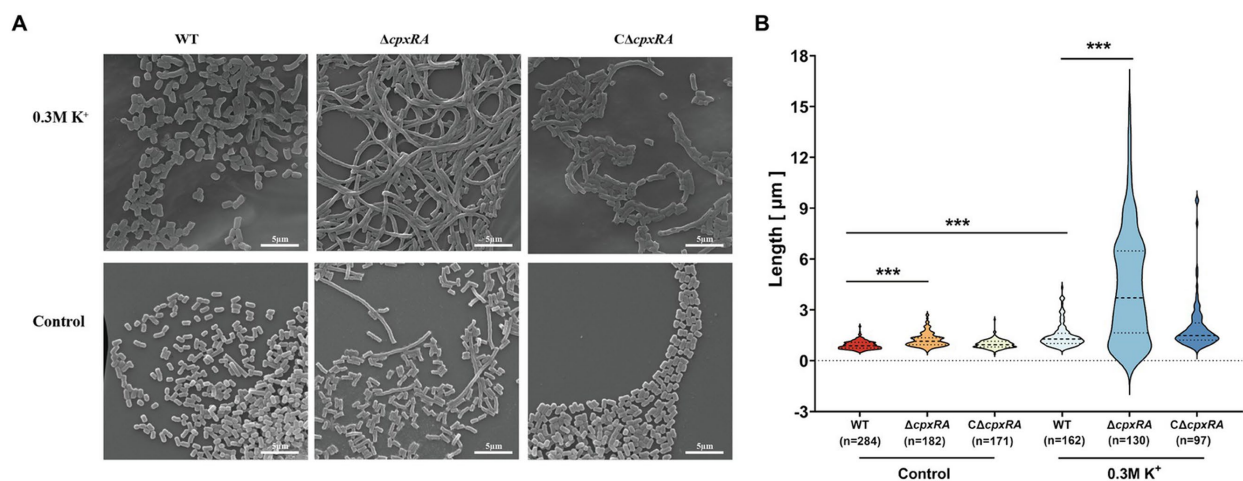 A
WT
ΔcpxRA
CΔcpxRA
0.3M K⁺
5μm
5μm
5μm
Control
5μm
5μm
5μm
B
Length [ μm ]
18
15
12
9
6
3
0
-3
***
***
***
WT
(n=284)
ΔcpxRA
(n=182)
CΔcpxRA
(n=171)
WT
(n=162)
ΔcpxRA
(n=130)
CΔcpxRA
(n=97)
Control
0.3M K⁺